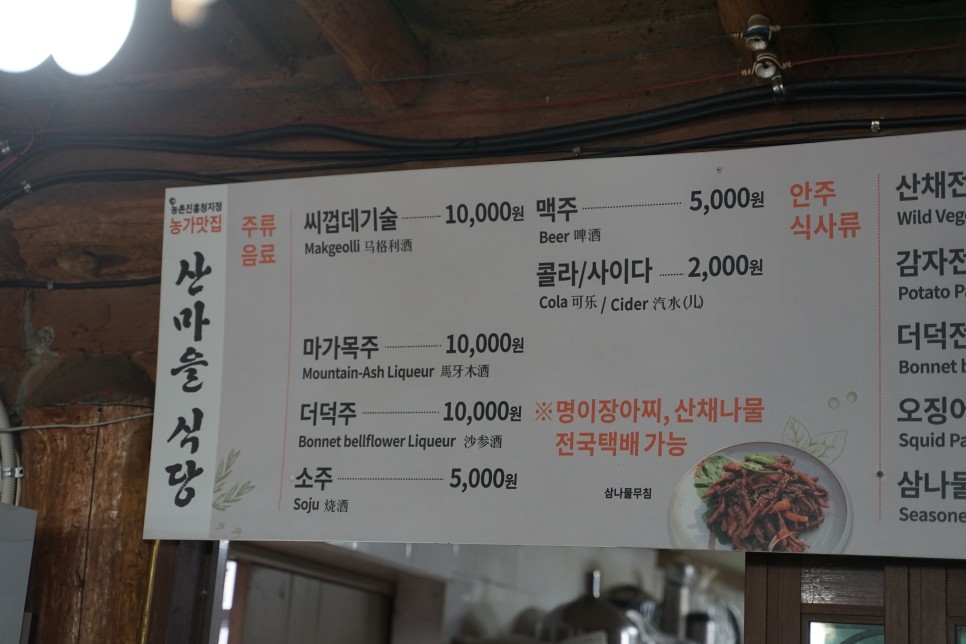 농촌진흥청지정
농가맛집
산마을 식당
주류
음료
씨껍데기술 10,000원
Makgeolli 马格利酒
마가목주 10,000원
Mountain-Ash Liqueur 馬牙木酒
더덕주 10,000원
Bonnet bellflower Liqueur 沙参酒
소주 5,000원
Soju 烧酒
맥주 5,000원
Beer 啤酒
콜라/사이다 2,000원
Cola 可乐 / Cider 汽水(儿)
※명이장아찌, 산채나물
전국택배 가능
삼나물무침
안주
식사류
산채전
Wild Veg
감자전
Potato Pa
더덕전
Bonnet b
오징어
Squid Pa
삼나물
Seasone